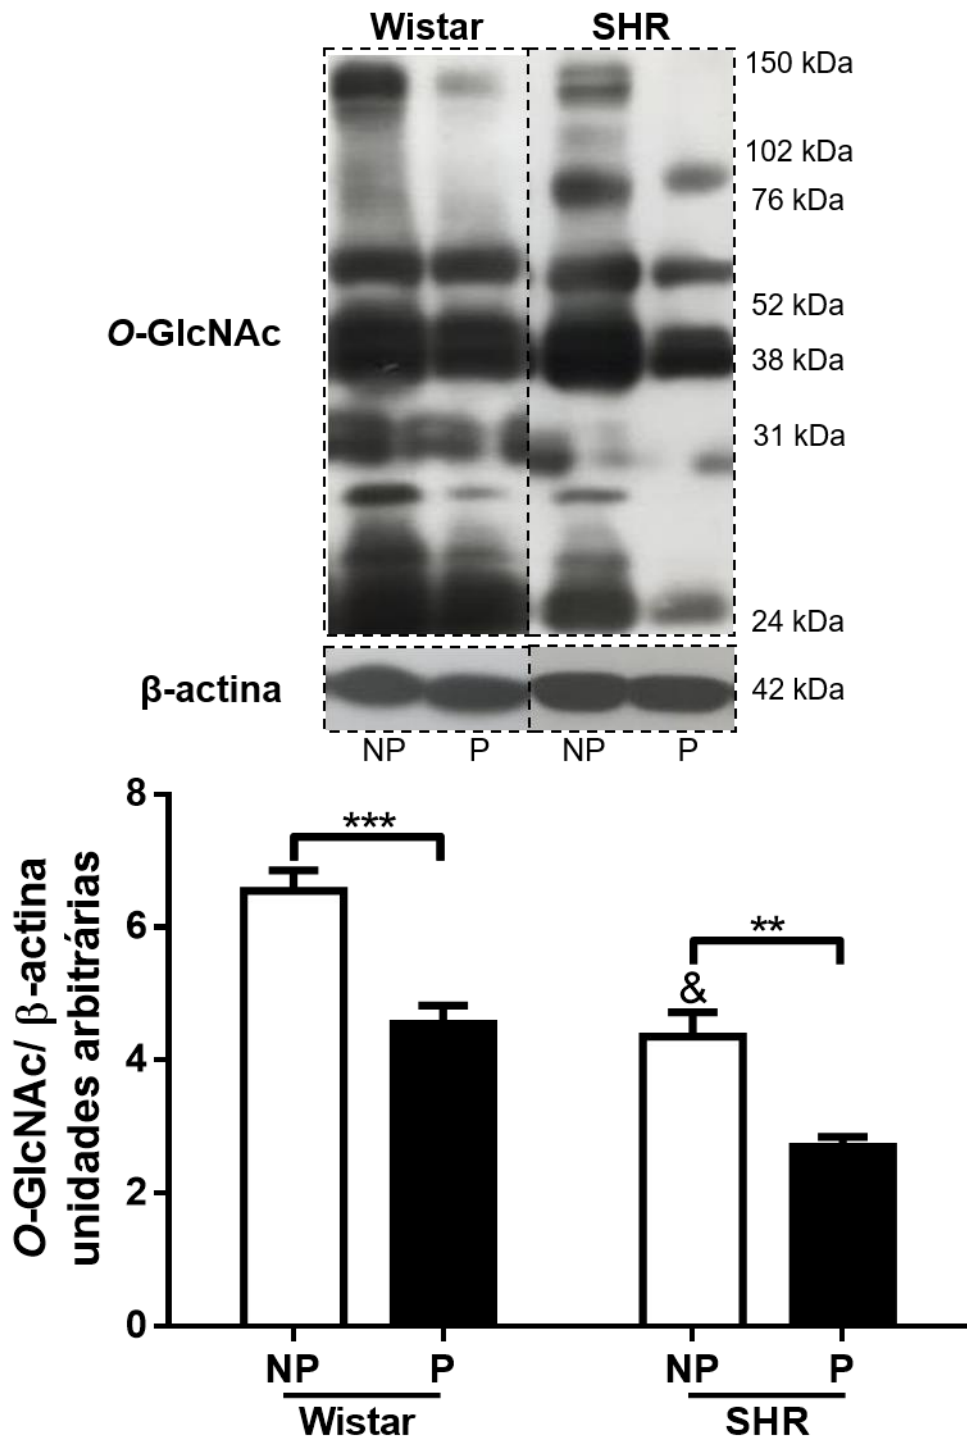 Wistar SHR
150 kDa
102 kDa
76 kDa
52 kDa
O-GlcNAc
38 kDa
31 kDa
24 kDa
β-actina 42 kDa
NP P NP P
8
***
6
**
&
4
2
0
O-GlcNAc/ β-actina
unidades arbitrárias
NP P NP P
Wistar SHR